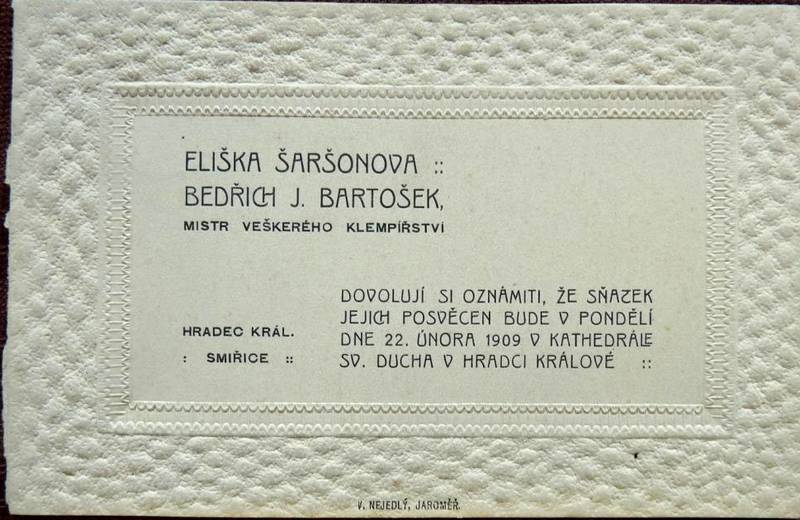 ELIŠKA ŠARŠONOVA ::
BEDŘICH J. BARTOŠEK,
MISTR VEŠKERÉHO KLEMPÍŘSTVÍ
DOVOLUJÍ SI OZNÁMITI, ŽE SŇATEK
JEJICH POSVĚCEN BUDE V PONDĚLÍ
DNE 22. ÚNORA 1909 V KATHEDRÁLE
SV. DUCHA V HRADCI KRÁLOVÉ ::
HRADEC KRÁL.
: SMIŘICE ::
V. NEJEDLÝ, JAROMĚŘ.